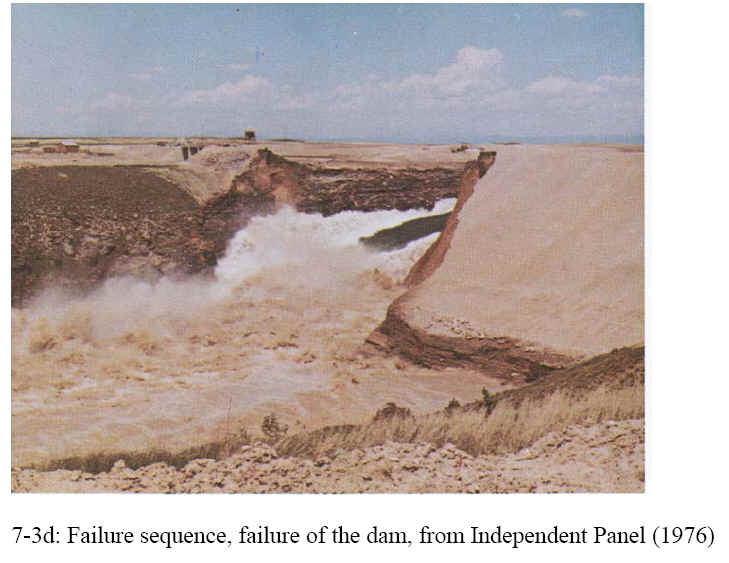 7-3d: Failure sequence, failure of the dam, from Independent Panel (1976)